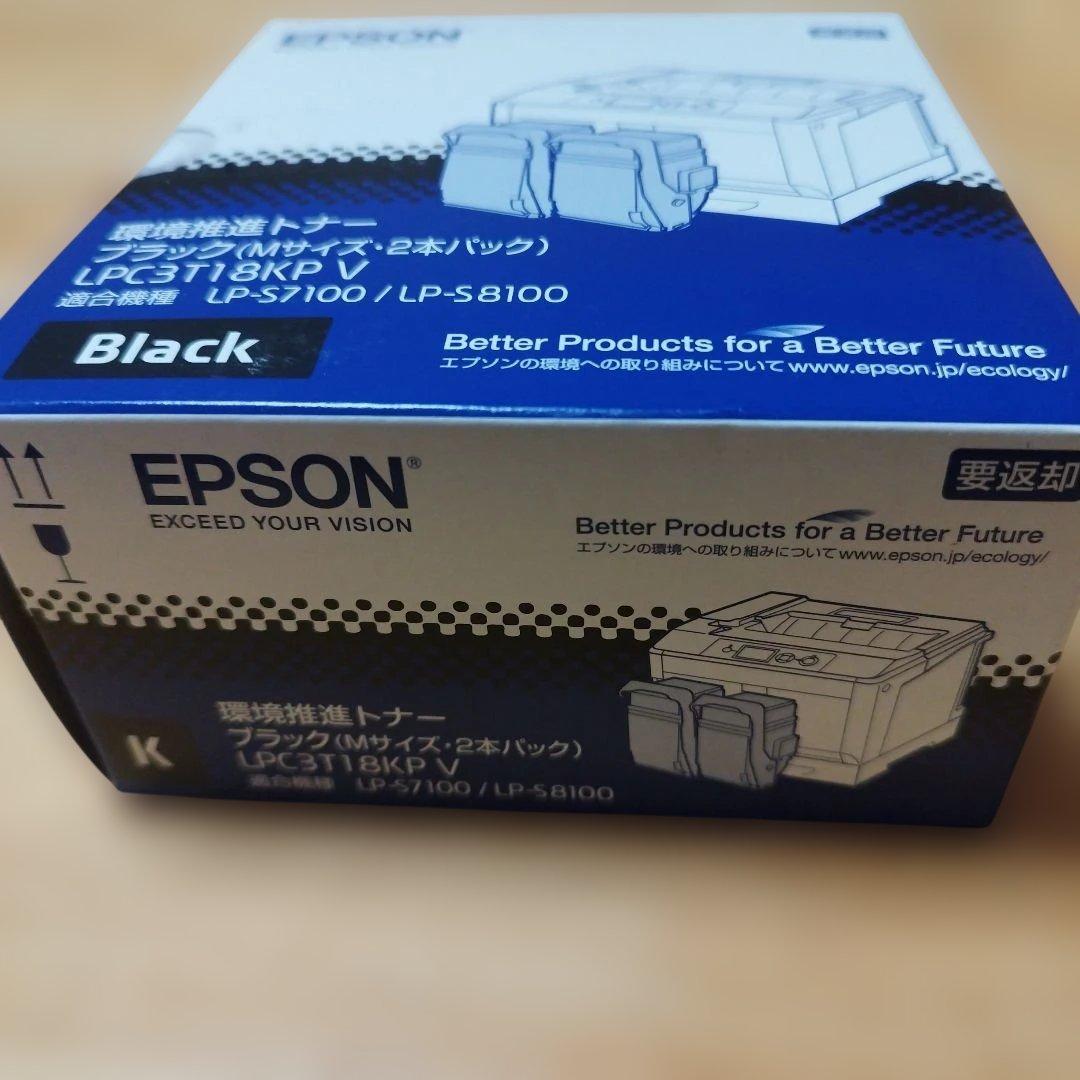 EPSON
環境推進トナー
ブラック(Mサイズ・2本パック)
LPC3T18KP V
適合機種 LP-S7100 / LP-S8100
Black
Better Products for a Better Future
エプソンの環境への取り組みについて www.epson.jp/ecology/
EPSON®
EXCEED YOUR VISION
要返却
Better Products for a Better Future
エプソンの環境への取り組みについて www.epson.jp/ecology/
K
環境推進トナー
ブラック(Mサイズ・2本パック)
LPC3T18KP V
適合機種 LP-S7100 / LP-S8100